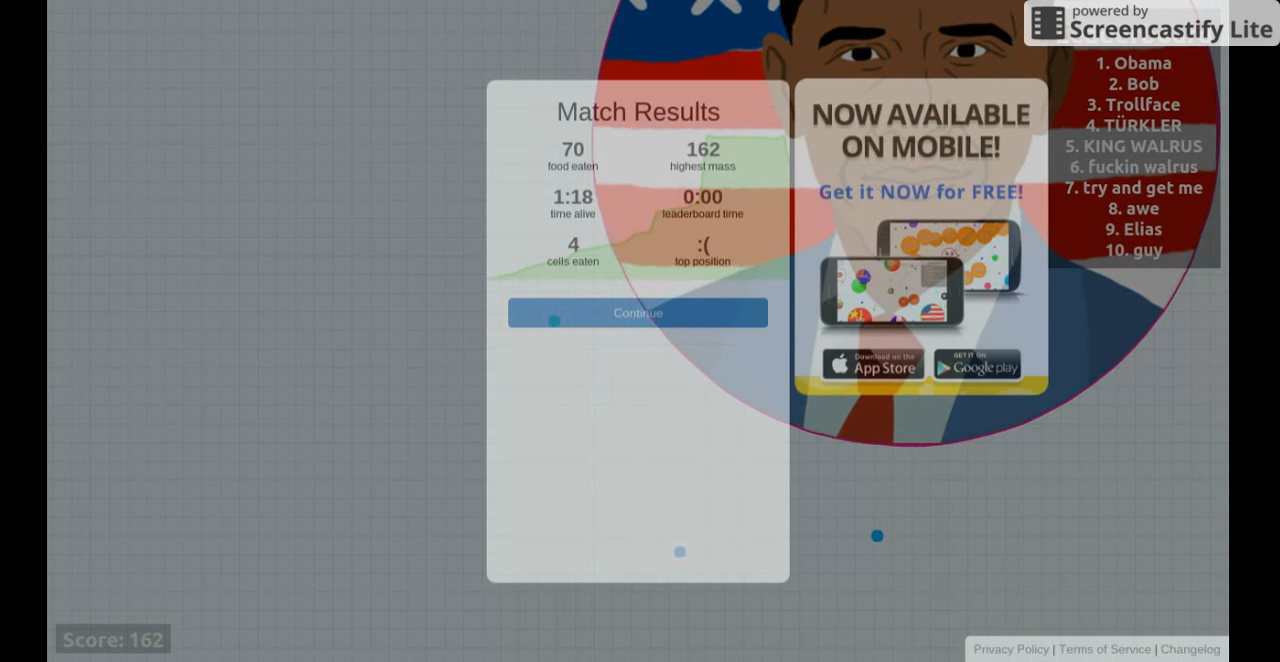 powered by
Screencastify Lite
1. Obama
2. Bob
3. Trollface
4. TÜRKLER
5. KING WALRUS
6. fuckin walrus
7. try and get me
8. awe
9. Elias
10. guy
Match Results
70 162
food eaten highest mass
1:18 0:00
time alive leaderboard time
4 :(
cells eaten top position
Continue
NOW AVAILABLE
ON MOBILE!
Get it NOW for FREE!
Download on the
App Store
GET IT ON
Google play
Score: 162
Privacy Policy | Terms of Service | Changelog